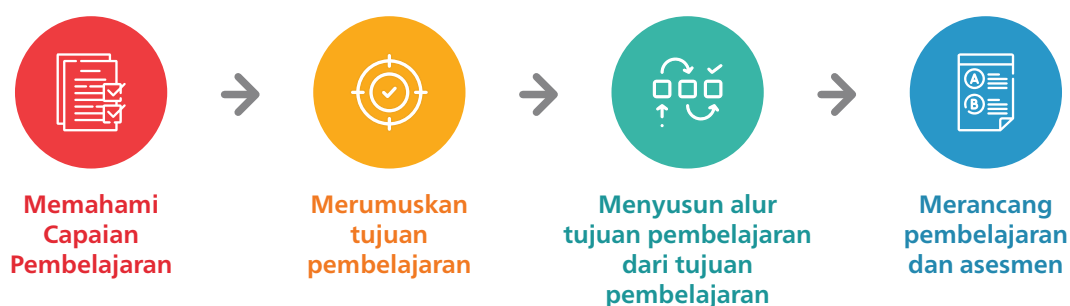 Memahami
Capaian
Pembelajaran
Merumuskan
tujuan
pembelajaran
Menyusun alur
tujuan pembelajaran
dari tujuan
pembelajaran
A
B
Merancang
pembelajaran
dan asesmen